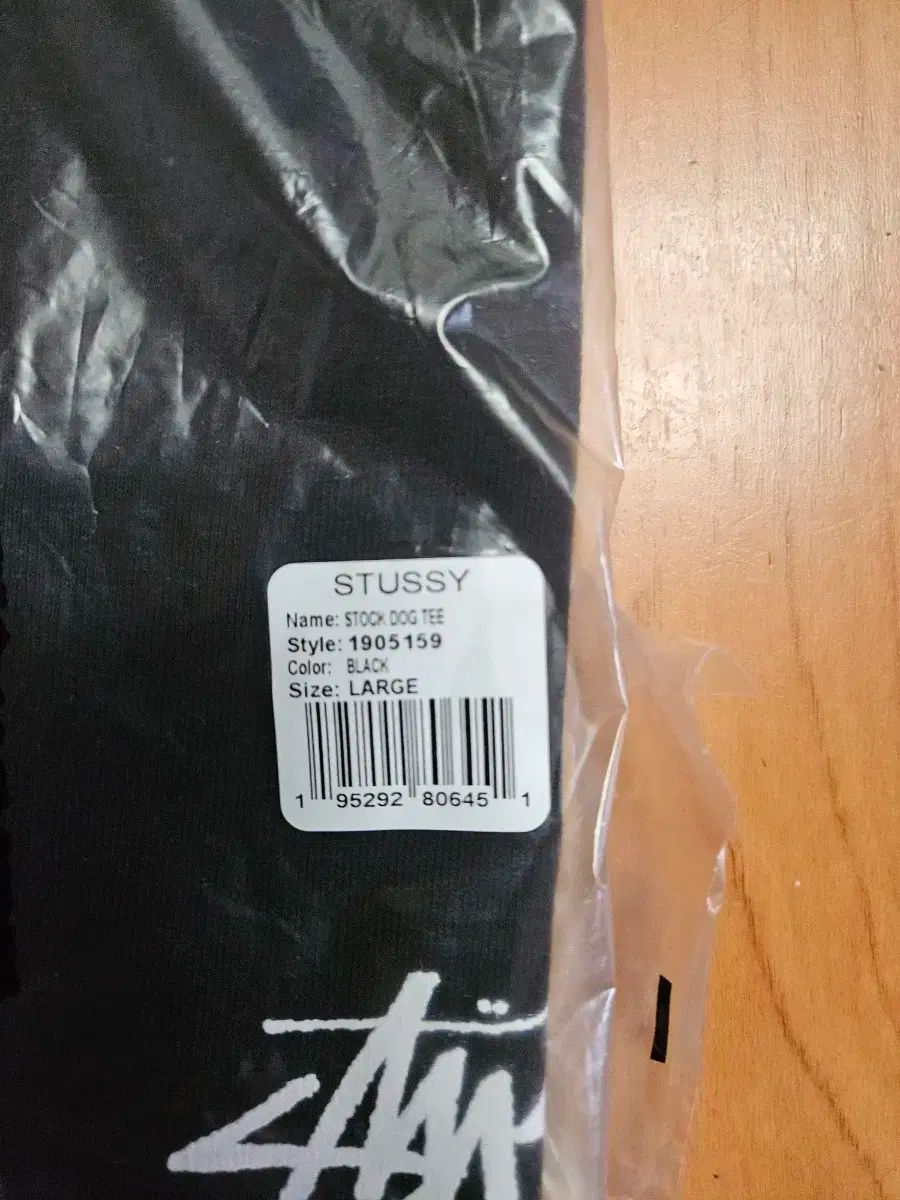 STUSSY
Name: STOCK DOG TEE
Style: 1905159
Color: BLACK
Size: LARGE
1 95292 80645 1